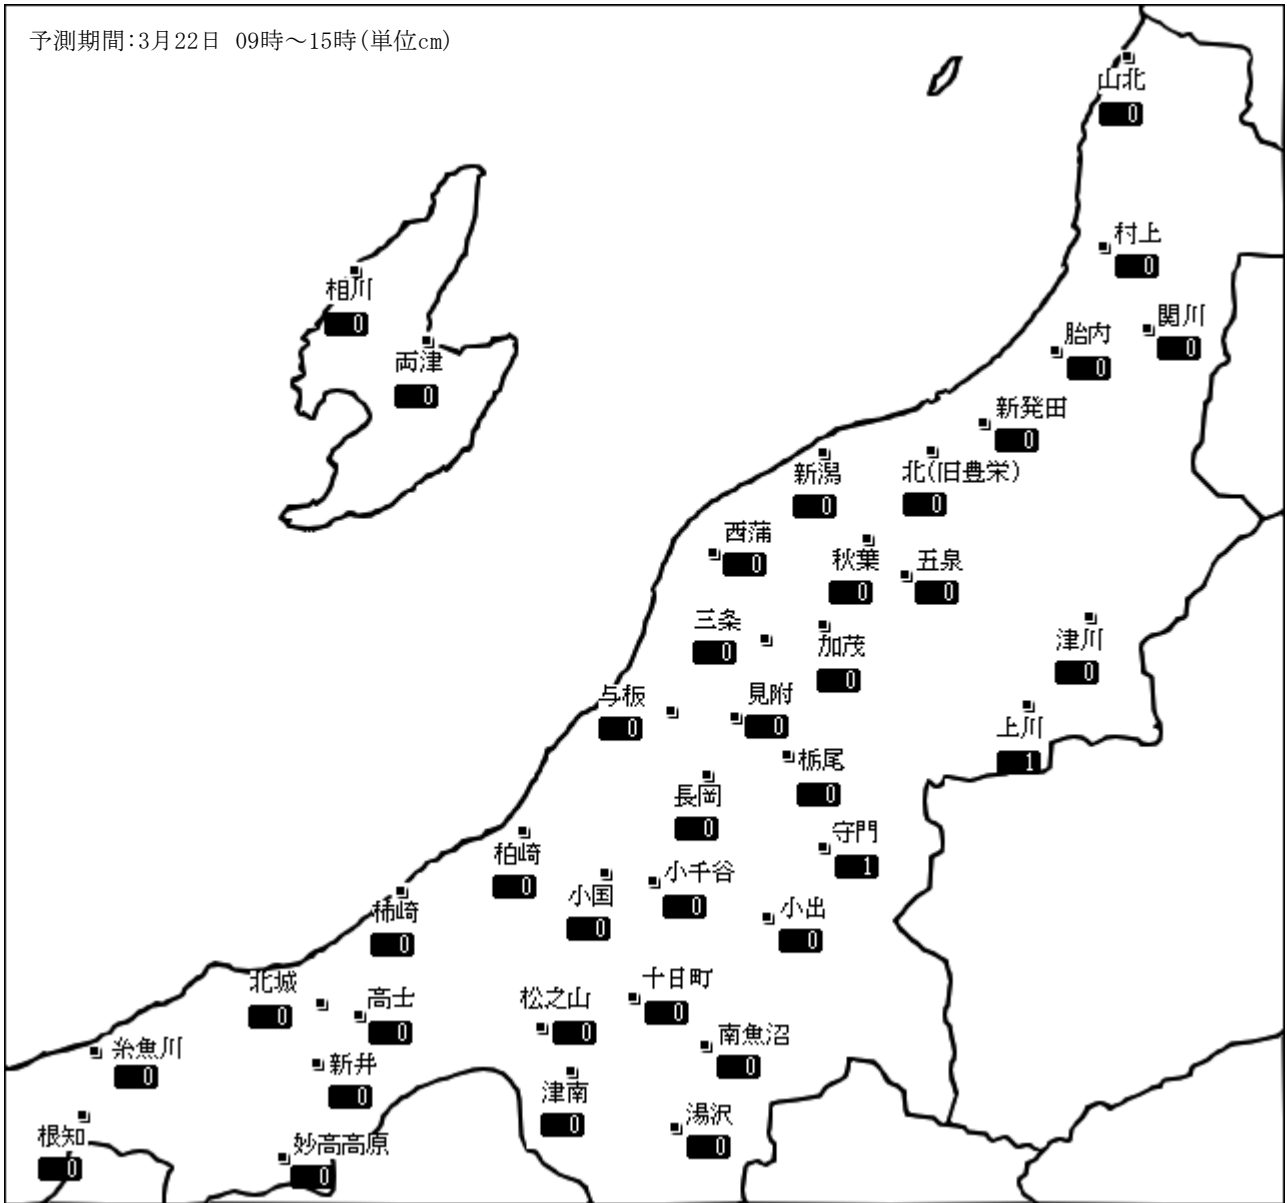 予測期間:3月22日 09時～15時(単位cm)
山北
0
村上
0
関川
0
胎内
0
相川
0
両津
0
新発田
0
新潟
0
北(旧豊栄)
0
西蒲
0
秋葉
0
五泉
0
三条
0
加茂
0
津川
0
与板
0
見附
0
上川
1
栃尾
0
長岡
0
守門
1
柏崎
0
小国
0
小千谷
0
小出
0
柿崎
0
北城
0
高士
0
松之山
0
十日町
0
南魚沼
0
糸魚川
0
新井
0
津南
0
湯沢
0
根知
0
妙高高原
0